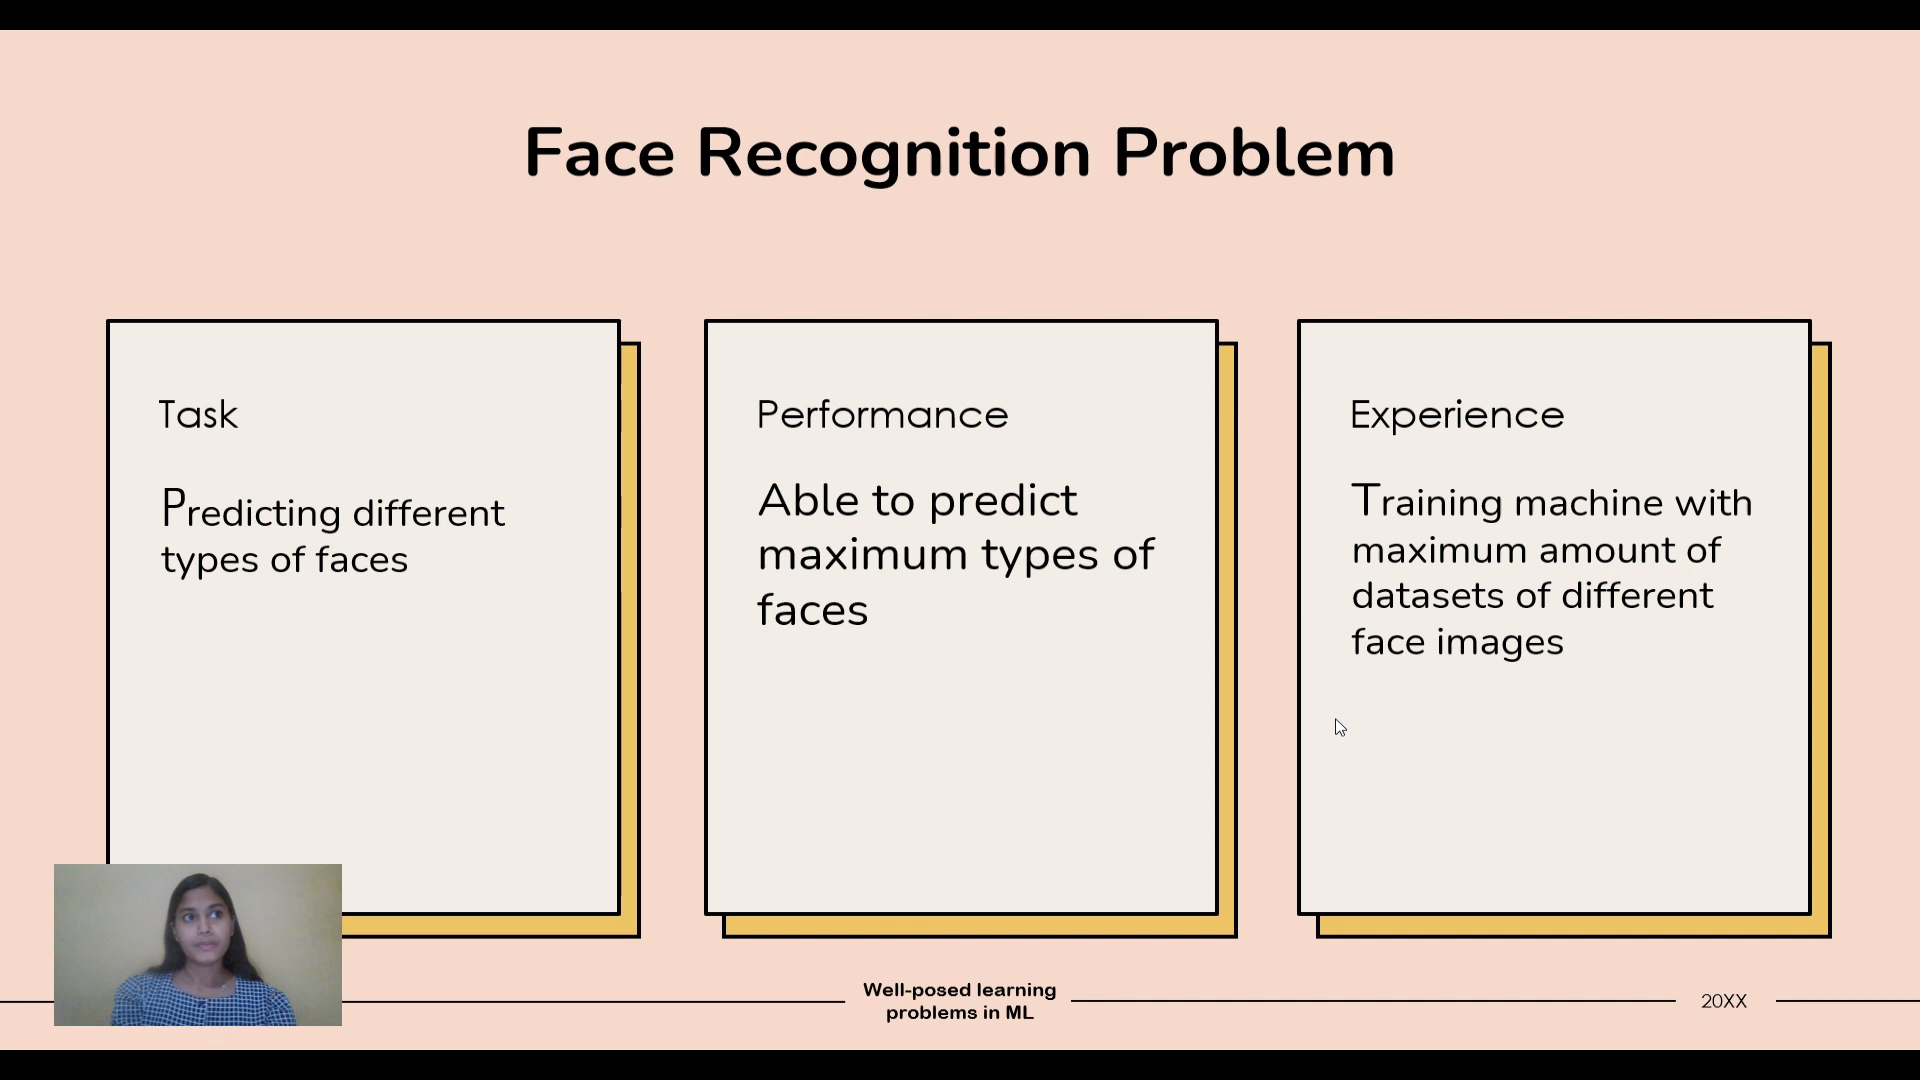 Face Recognition Problem
Task
Predicting different
types of faces
Performance
Able to predict
maximum types of
faces
Experience
Training machine with
maximum amount of
datasets of different
face images
Well-posed learning
problems in ML
20XX